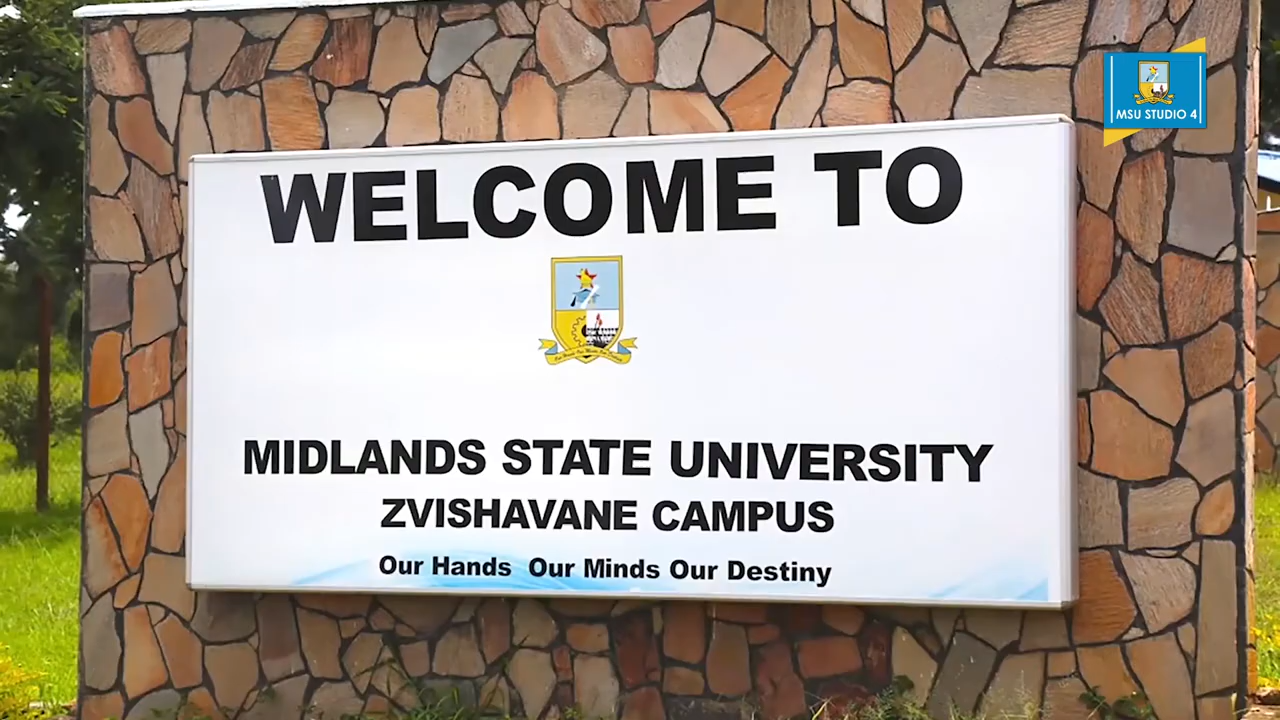 MSU STUDIO 4
WELCOME TO
MIDLANDS STATE UNIVERSITY
ZVISHAVANE CAMPUS
Our Hands Our Minds Our Destiny